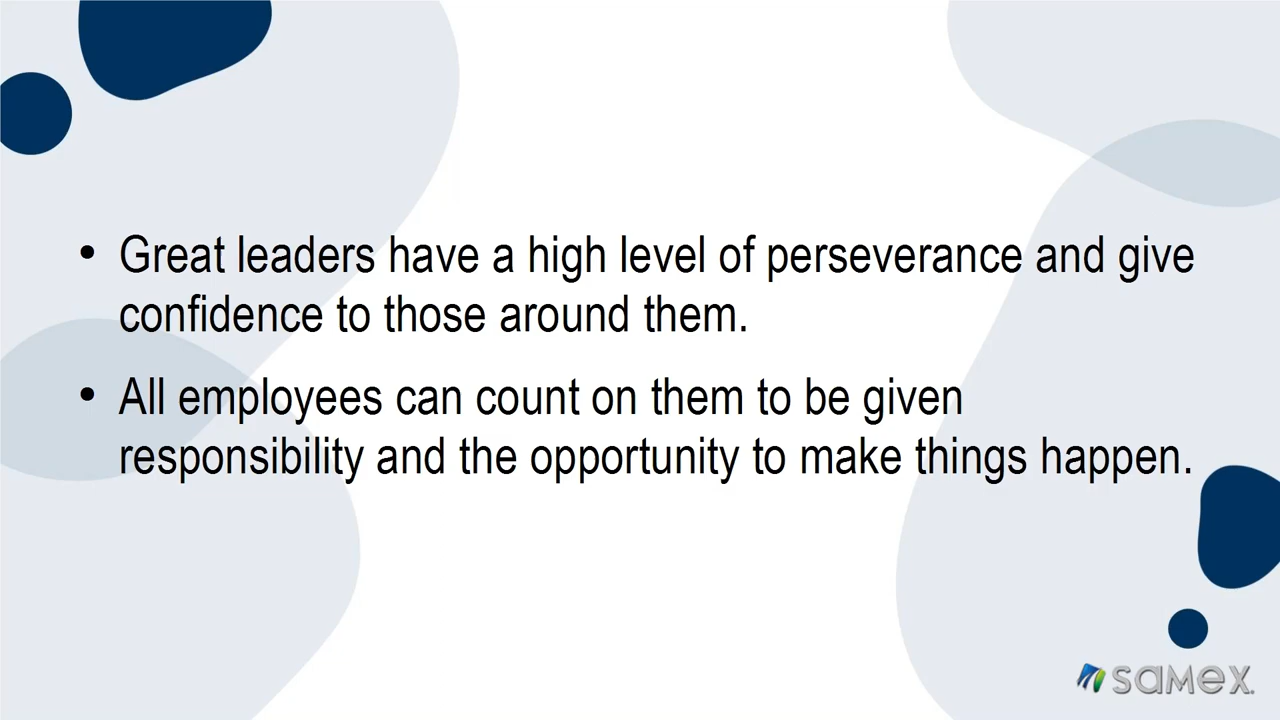 • Great leaders have a high level of perseverance and give
confidence to those around them.
• All employees can count on them to be given
responsibility and the opportunity to make things happen.
samex.